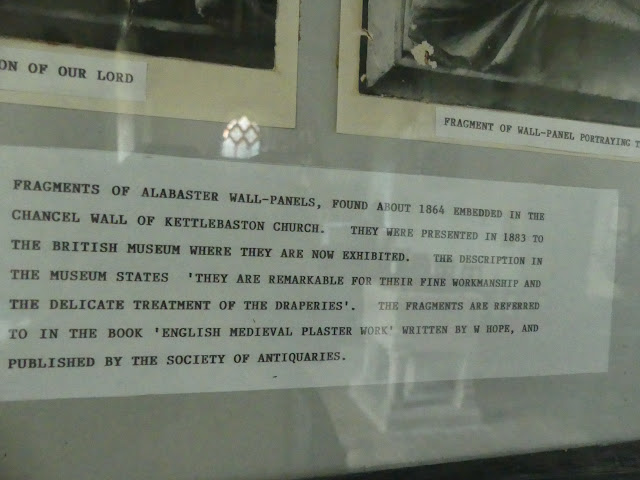 ON OF OUR LORD
FRAGMENT OF WALL-PANEL PORTRAYING T
FRAGMENTS OF ALABASTER WALL-PANELS, FOUND ABOUT 1864 EMBEDDED IN THE
CHANCEL WALL OF KETTLEBASTON CHURCH. THEY WERE PRESENTED IN 1883 TO
THE BRITISH MUSEUM WHERE THEY ARE NOW EXHIBITED. THE DESCRIPTION IN
THE MUSEUM STATES 'THEY ARE REMARKABLE FOR THEIR FINE WORKMANSHIP AND
THE DELICATE TREATMENT OF THE DRAPERIES'. THE FRAGMENTS ARE REFERRED
TO IN THE BOOK 'ENGLISH MEDIEVAL PLASTER WORK' WRITTEN BY W HOPE, AND
PUBLISHED BY THE SOCIETY OF ANTIQUARIES.